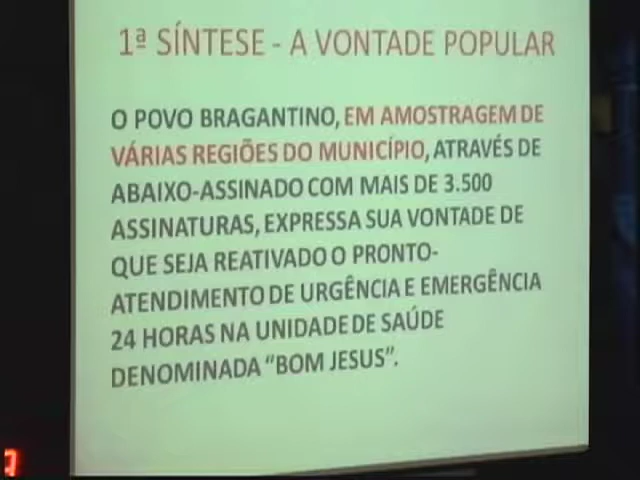 1ª SÍNTESE - A VONTADE POPULAR
O POVO BRAGANTINO, EM AMOSTRAGEM DE
VÁRIAS REGIÕES DO MUNICÍPIO, ATRAVÉS DE
ABAIXO-ASSINADO COM MAIS DE 3.500
ASSINATURAS, EXPRESSA SUA VONTADE DE
QUE SEJA REATIVADO O PRONTO-
ATENDIMENTO DE URGÊNCIA E EMERGÊNCIA
24 HORAS NA UNIDADE DE SAÚDE
DENOMINADA “BOM JESUS”.